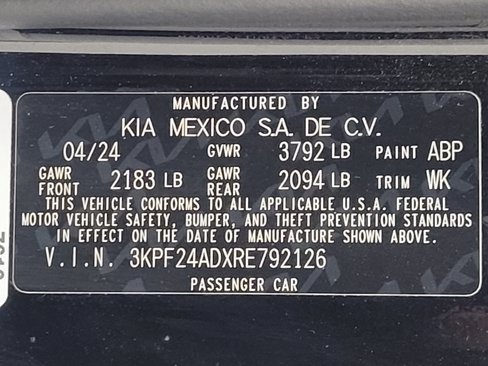 MANUFACTURED BY
KIA MEXICO S.A. DE C.V.
04/24 GVWR 3792 LB PAINT ABP
GAWR FRONT 2183 LB GAWR REAR 2094 LB TRIM WK
THIS VEHICLE CONFORMS TO ALL APPLICABLE U.S.A. FEDERAL
MOTOR VEHICLE SAFETY, BUMPER, AND THEFT PREVENTION STANDARDS
IN EFFECT ON THE DATE OF MANUFACTURE SHOWN ABOVE.
V.I.N. 3KPF24ADXRE792126
PASSENGER CAR